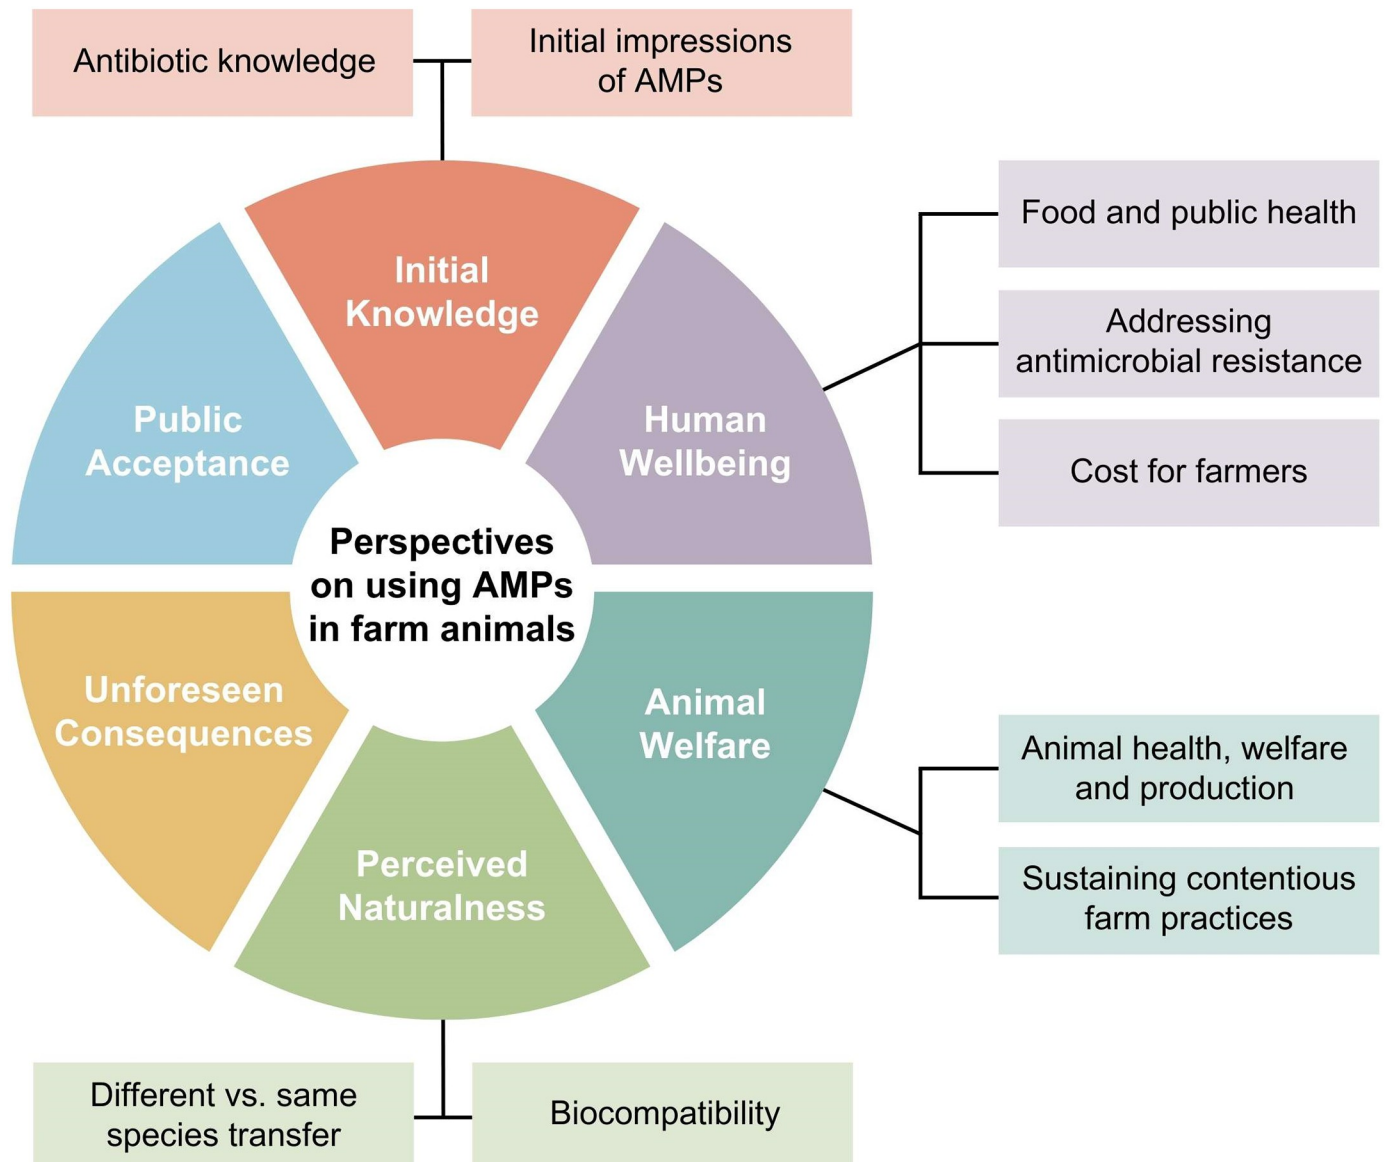 Antibiotic knowledge
Initial impressions
of AMPs
Initial
Knowledge
Food and public health
Addressing
antimicrobial resistance
Cost for farmers
Public
Acceptance
Human
Wellbeing
Perspectives
on using AMPs
in farm animals
Unforeseen
Consequences
Animal
Welfare
Animal health, welfare
and production
Sustaining contentious
farm practices
Perceived
Naturalness
Different vs. same
species transfer
Biocompatibility